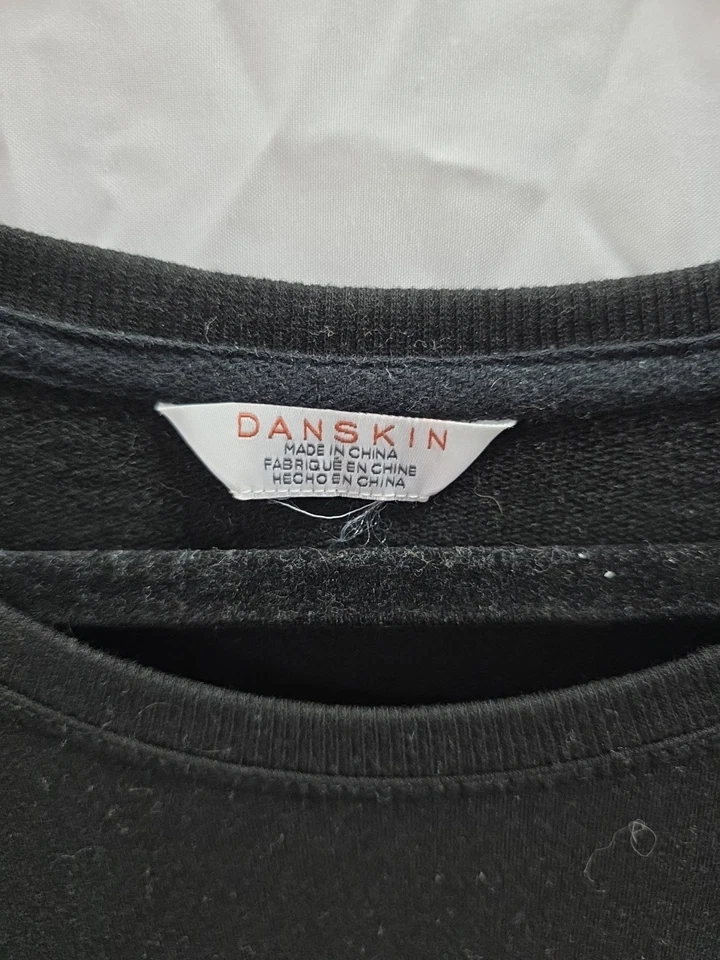 DANSKIN
MADE IN CHINA
FABRIQUÉ EN CHINE
HECHO EN CHINA